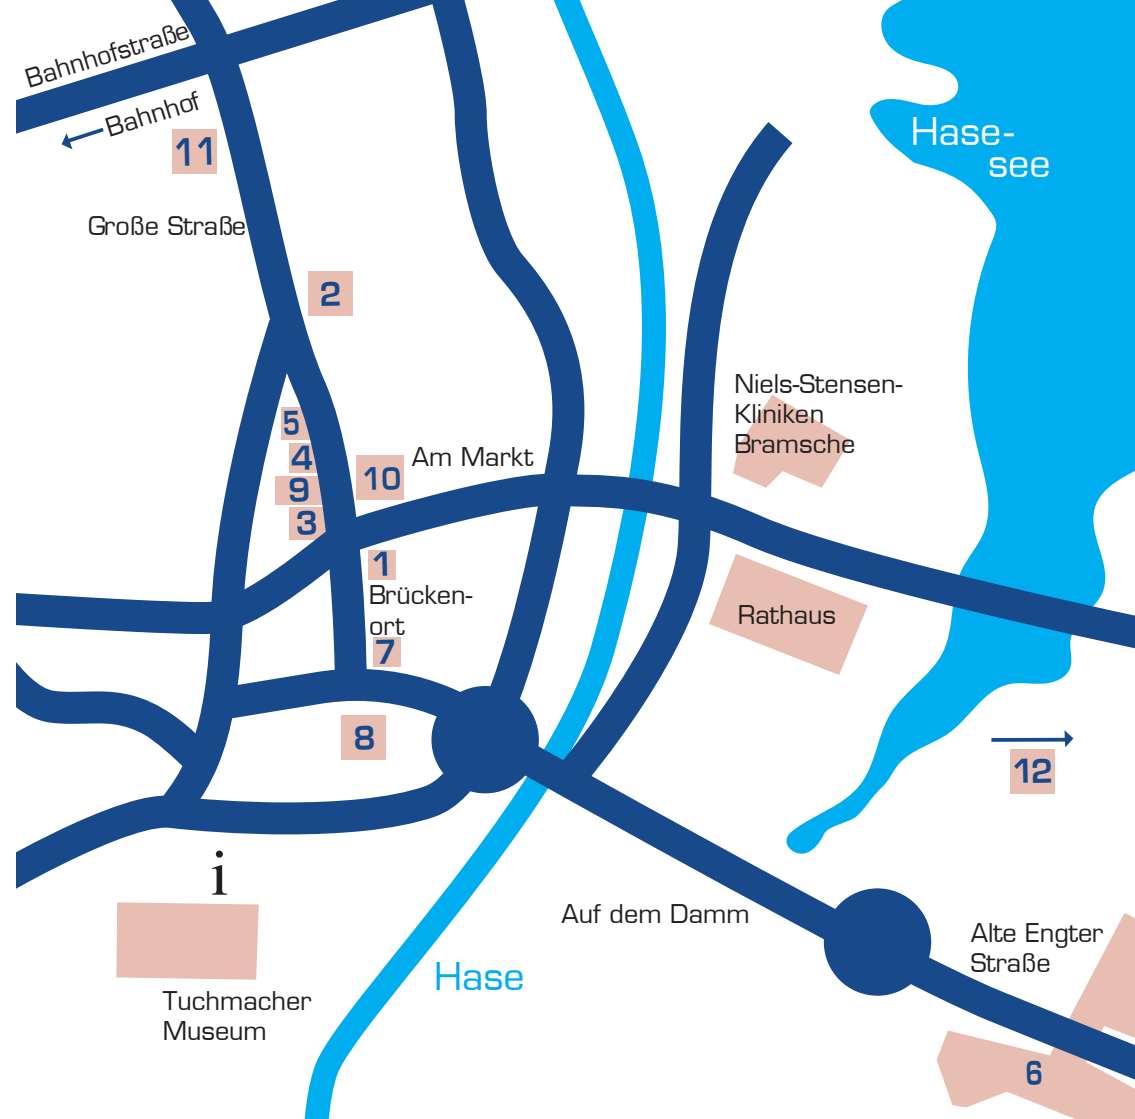 Bahnhofstraße
Bahnhof
11
Hase-
see
Große Straße
2
Niels-Stensen-
Kliniken
Bramsche
5
4
9
3
10
Am Markt
1
Brücken-
ort
7
Rathaus
8
12
i
Auf dem Damm
Alte Engter
Straße
Hase
Tuchmacher
Museum
6